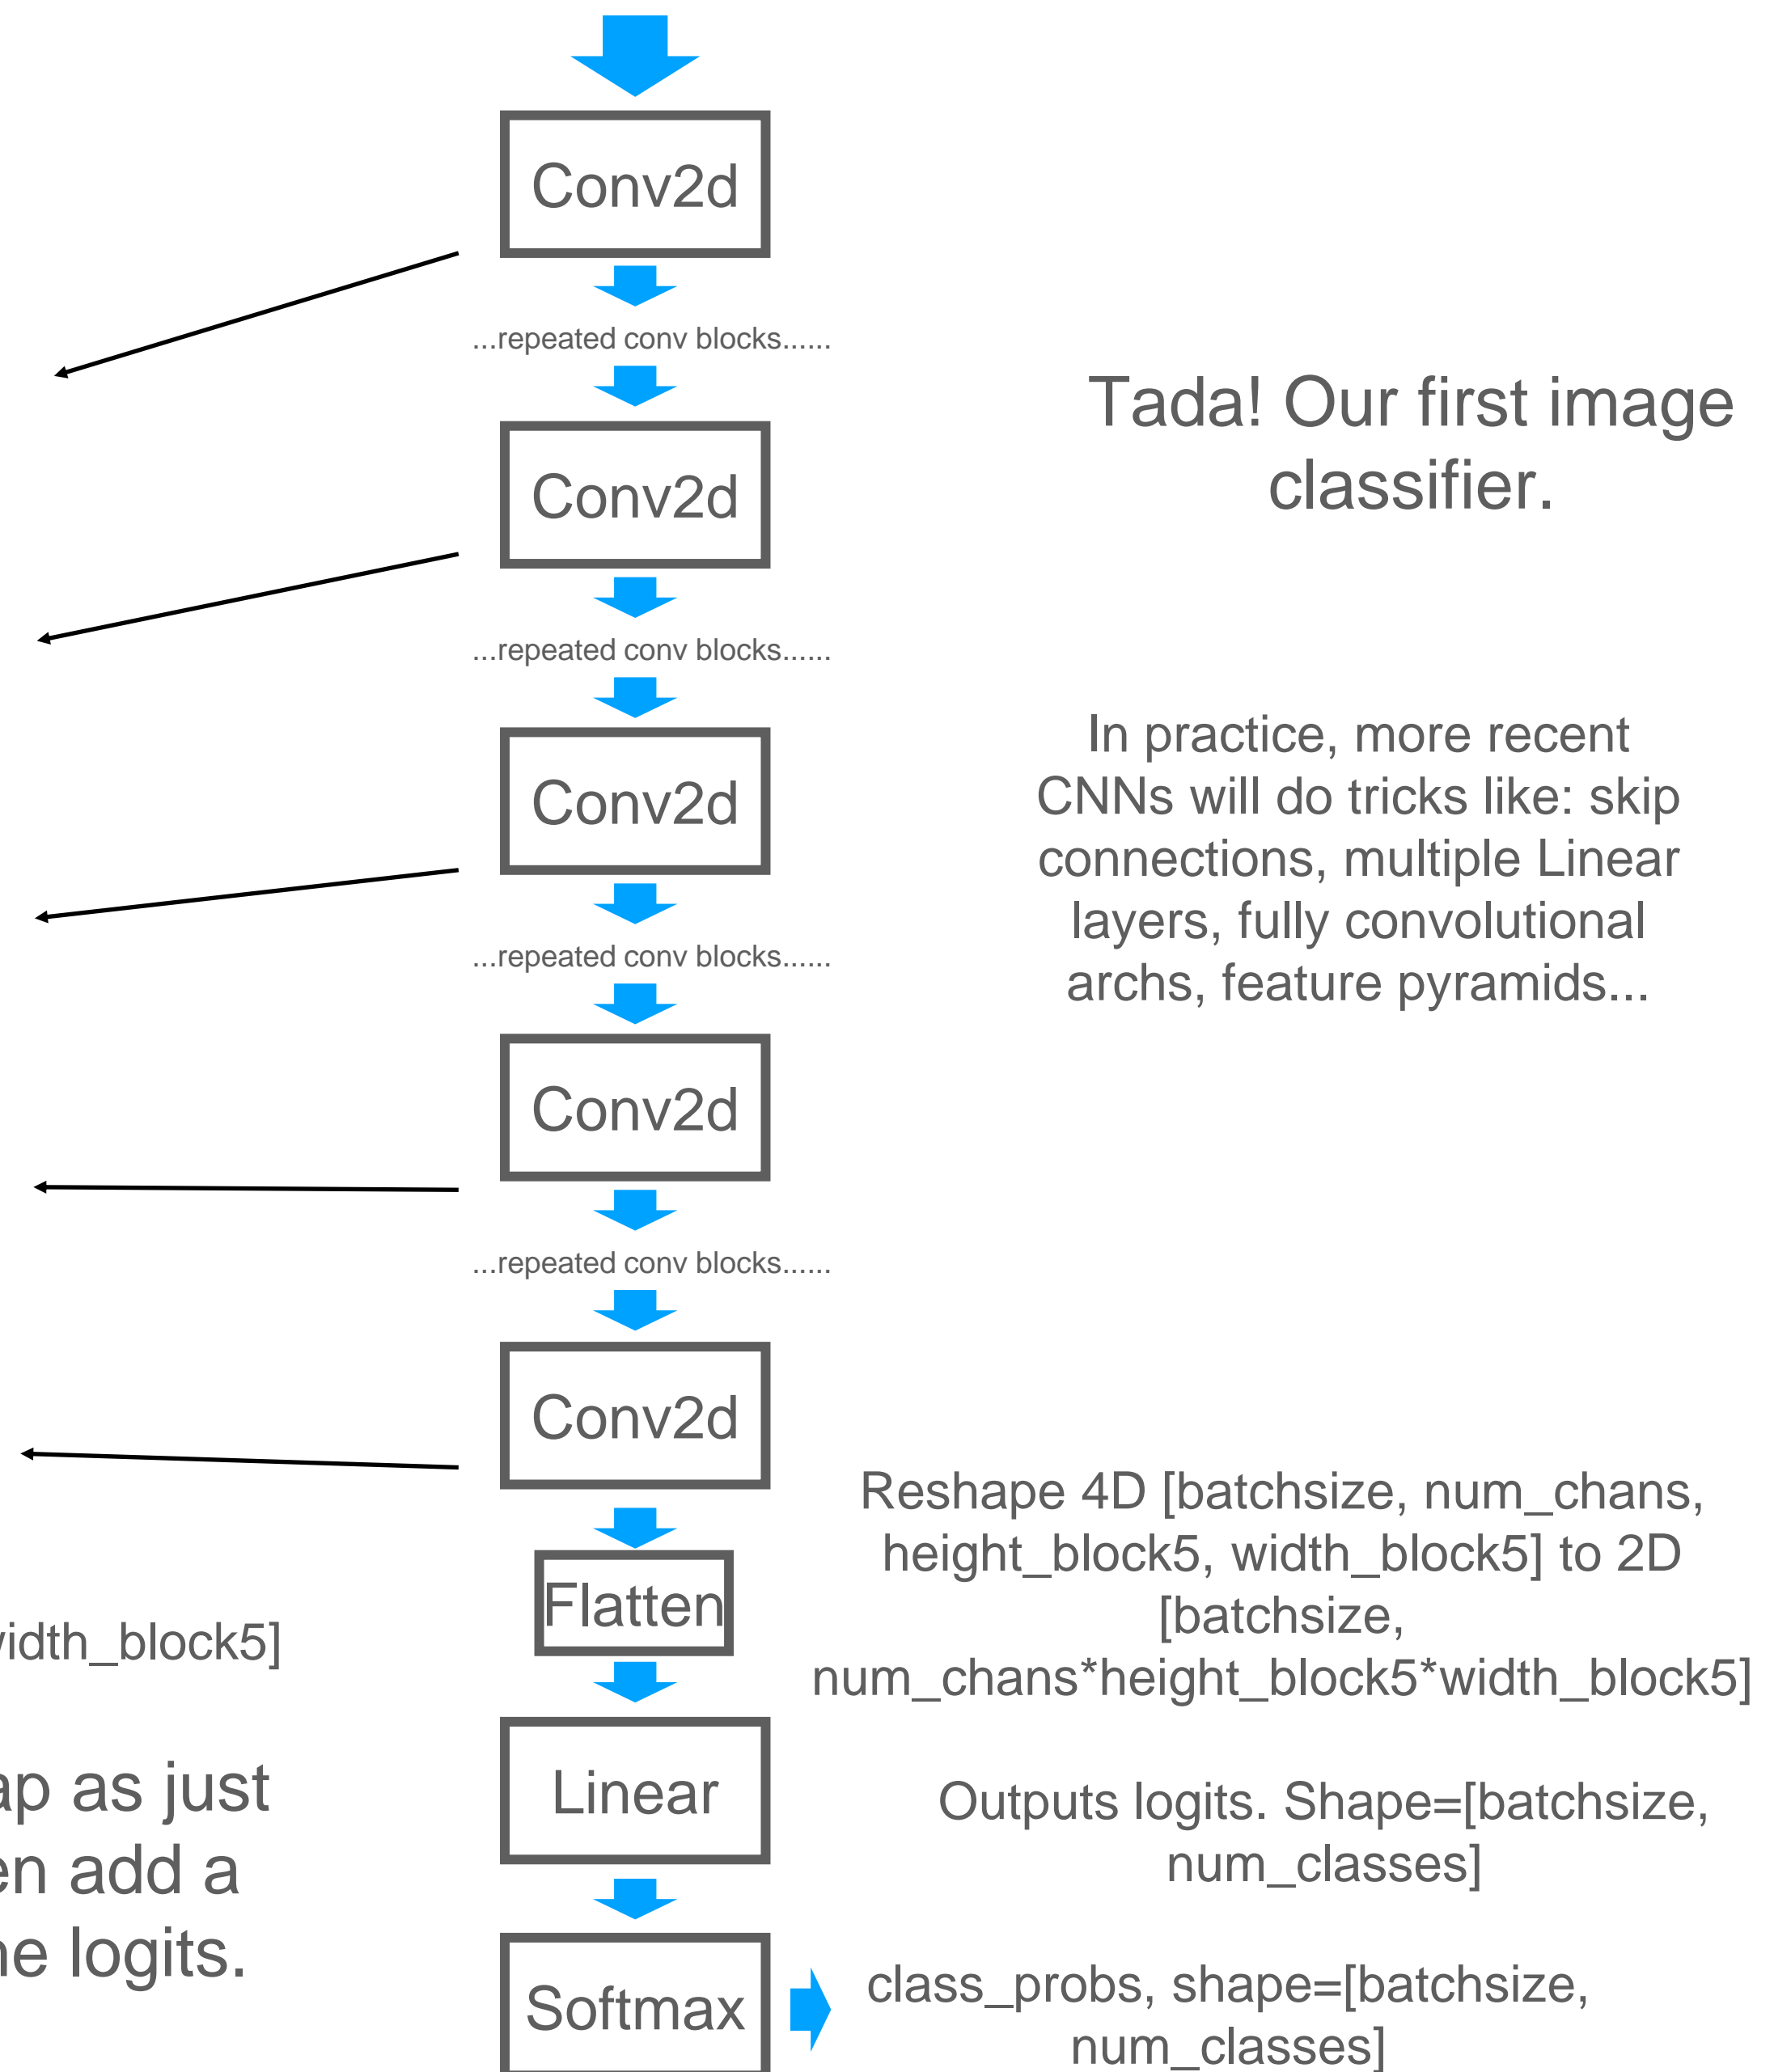 Conv2d
...repeated conv blocks......
Conv2d
...repeated conv blocks......
Conv2d
...repeated conv blocks......
Conv2d
...repeated conv blocks......
Conv2d
Flatten
Linear
Softmax
Tada! Our first image
classifier.
In practice, more recent
CNNs will do tricks like: skip
connections, multiple Linear
layers, fully convolutional
archs, feature pyramids...
Reshape 4D [batchsize, num_chans,
height_block5, width_block5] to 2D
[batchsize,
num_chans*height_block5*width_block5]
Outputs logits. Shape=[batchsize,
num_classes]
class_probs, shape=[batchsize,
num_classes]
width_block5]
as just
add a
logits.